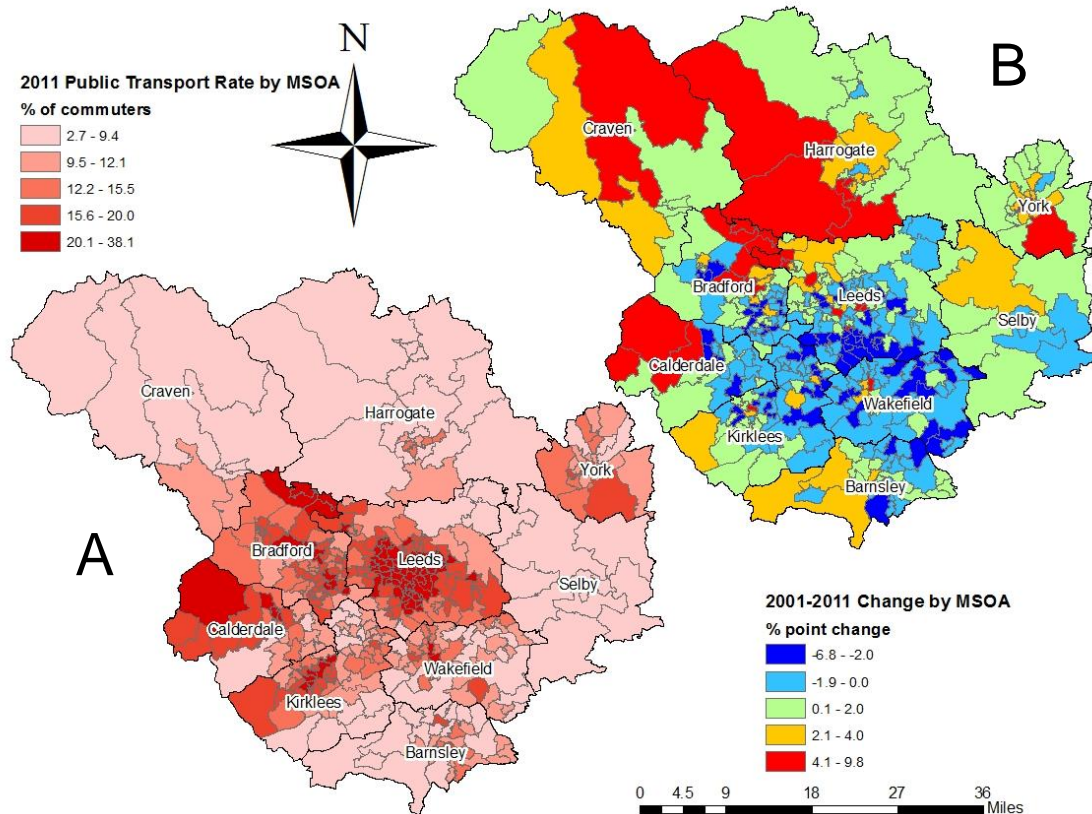 N
B
2011 Public Transport Rate by MSOA
% of commuters
2.7 - 9.4
9.5 - 12.1
12.2 - 15.5
15.6 - 20.0
20.1 - 38.1
Craven
Harrogate
York
Bradford
Leeds
Selby
Calderdale
Wakefield
Kirklees
Barnsley
A
Craven
Harrogate
York
Bradford
Leeds
Selby
Calderdale
Wakefield
Kirklees
Barnsley
2001-2011 Change by MSOA
% point change
-6.8 - -2.0
-1.9 - 0.0
0.1 - 2.0
2.1 - 4.0
4.1 - 9.8
0 4.5 9 18 27 36
Miles